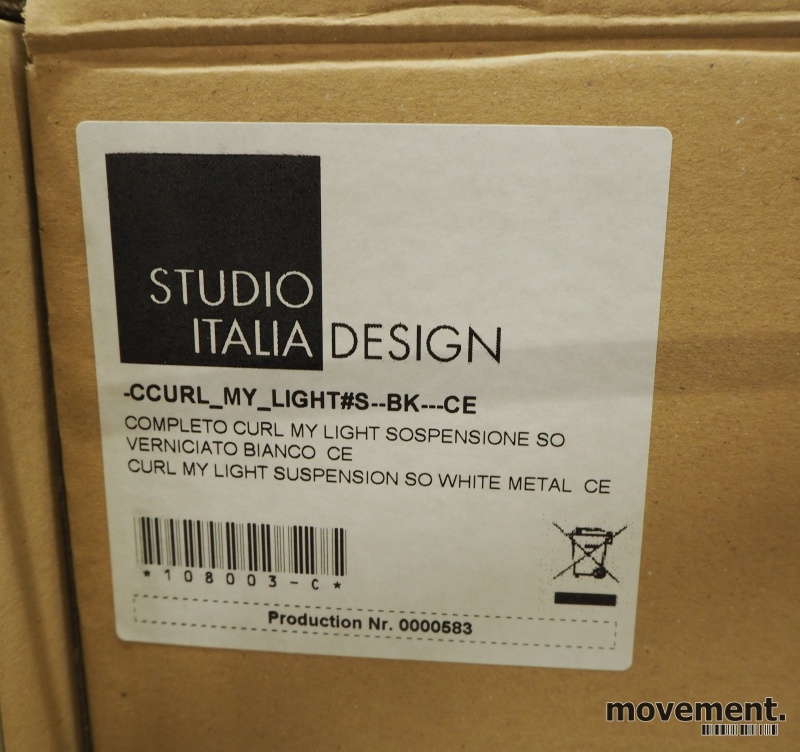 STUDIO
ITALIA DESIGN
-CCURL_MY_LIGHT#S--BK---CE
COMPLETO CURL MY LIGHT SOSPENSIONE SO
VERNICIATO BIANCO CE
CURL MY LIGHT SUSPENSION SO WHITE METAL CE
*108003-C*
Production Nr. 0000583
movement.